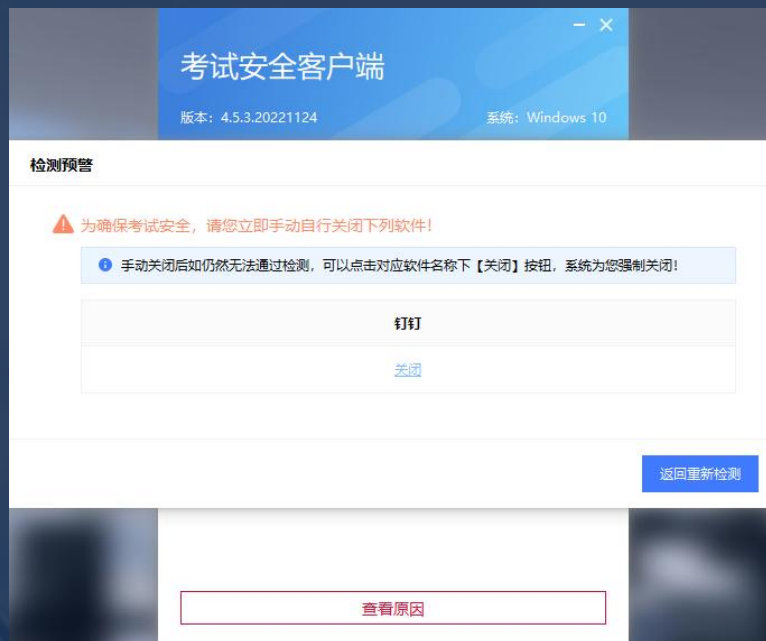 考试安全客户端
版本：4.5.3.20221124
系统：Windows 10
检测预警
为确保考试安全，请您立即手动自行关闭下列软件！
手动关闭后如仍然无法通过检测，可以点击对应软件名称下【关闭】按钮，系统为您强制关闭！
钉钉
关闭
返回重新检测
查看原因